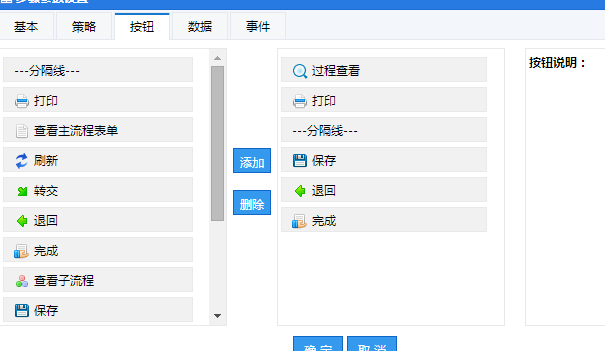 基本 策略 按钮 数据 事件
---分隔线---
打印
查看主流程表单
刷新
转交
退回
完成
查看子流程
保存
添加
删除
过程查看
打印
---分隔线---
保存
退回
完成
按钮说明：
确 定 取 消